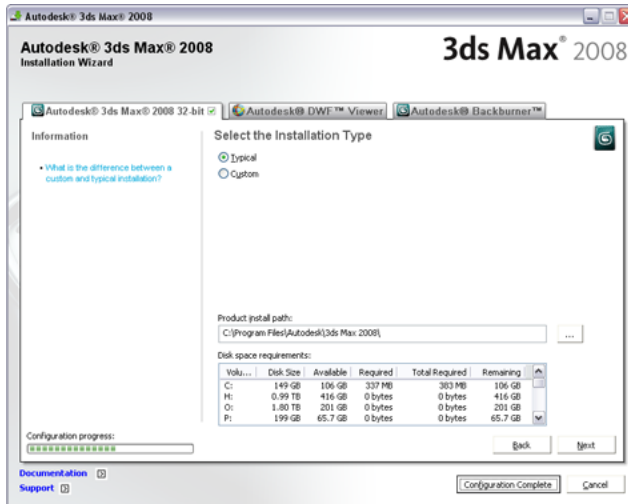 Autodesk® 3ds Max® 2008
Autodesk® 3ds Max® 2008
Installation Wizard
3ds Max® 2008
Autodesk® 3ds Max® 2008 32-bit
Autodesk® DWF™ Viewer
Autodesk® Backburner™
Information
• What is the difference between a
custom and typical installation?
Select the Installation Type
Typical
Custom
Product install path:
C:\Program Files\Autodesk\3ds Max 2008\
...
Disk space requirements:
Volu... Disk Size Available Required Total Required Remaining
C: 149 GB 106 GB 337 MB 383 MB 106 GB
H: 0.99 TB 416 GB 0 bytes 0 bytes 416 GB
O: 1.80 TB 201 GB 0 bytes 0 bytes 201 GB
P: 199 GB 65.7 GB 0 bytes 0 bytes 65.7 GB
Configuration progress:
Back Next
Documentation
Support
Configuration Complete Cancel